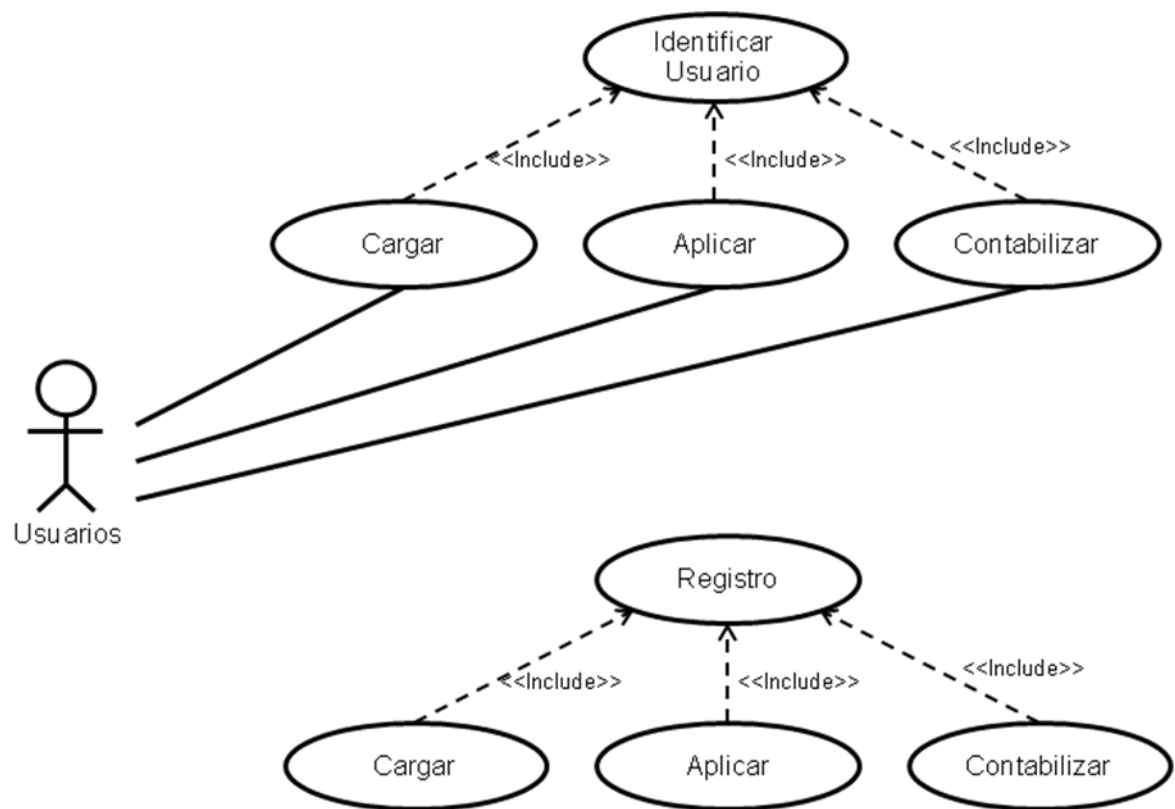 Identificar
Usuario
<<Include>>
<<Include>>
<<Include>>
Cargar
Aplicar
Contabilizar
Usuarios
Registro
<<Include>>
<<Include>>
<<Include>>
Cargar
Aplicar
Contabilizar